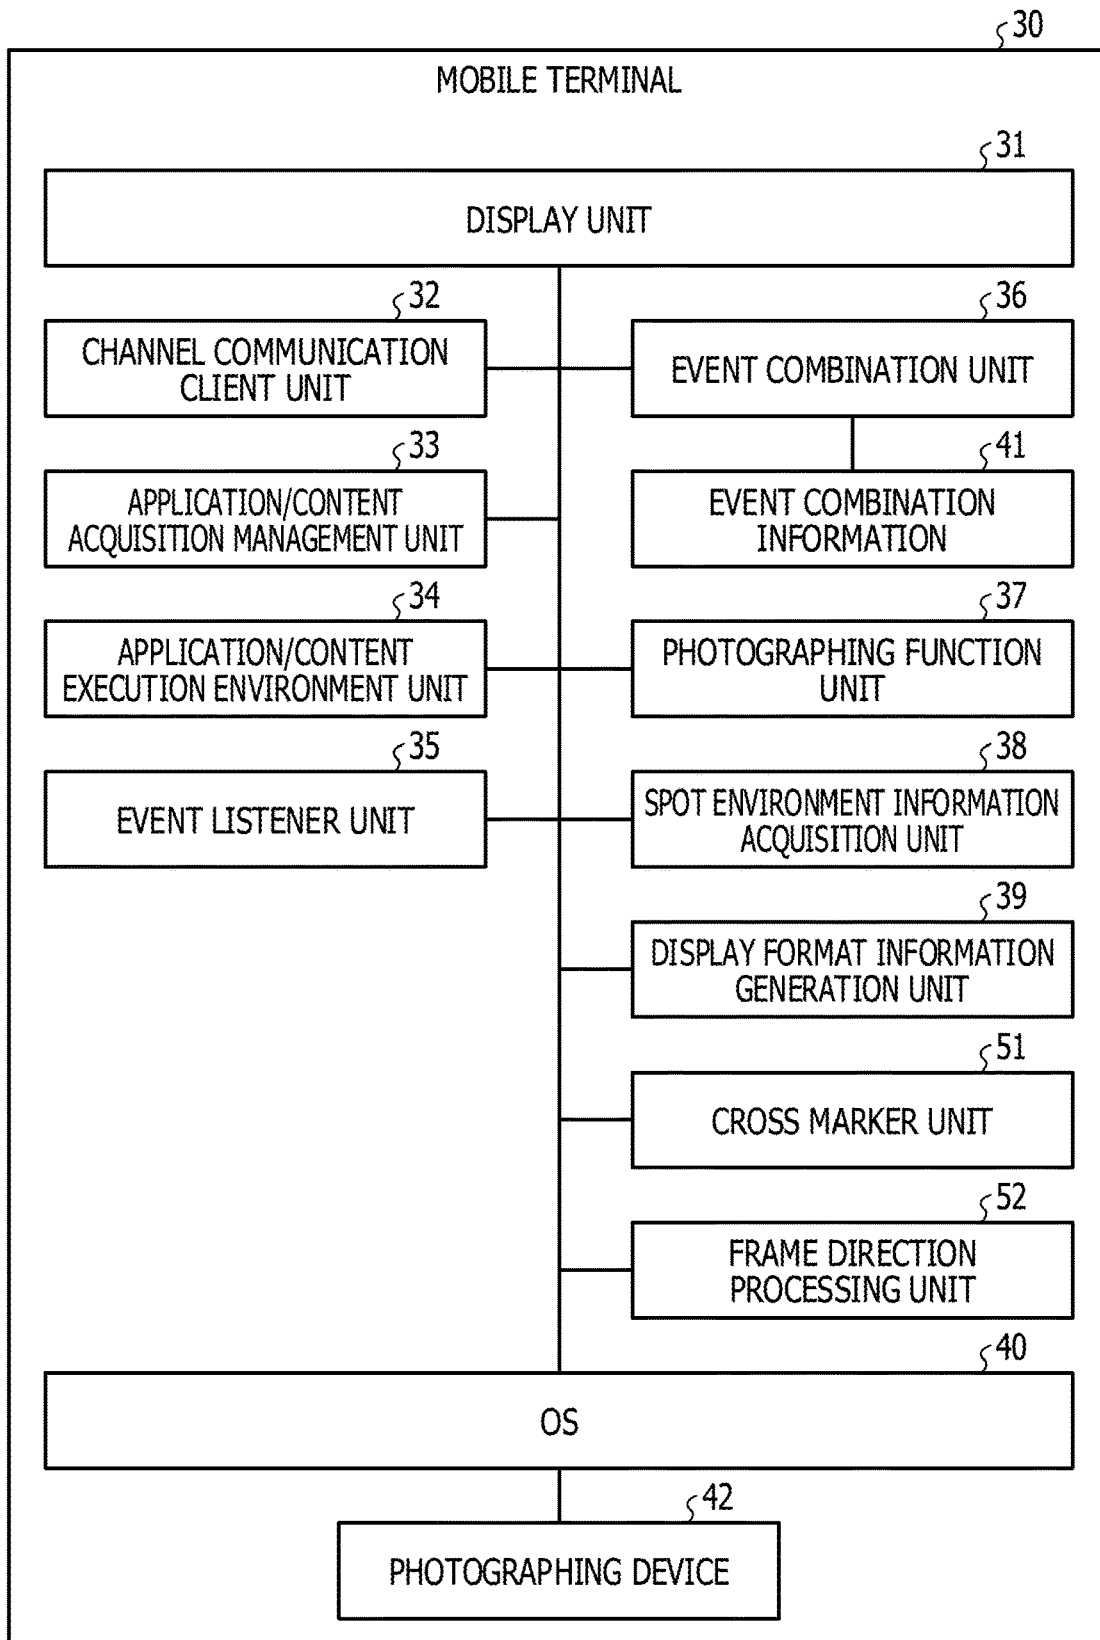 30
MOBILE TERMINAL
31
DISPLAY UNIT
32
CHANNEL COMMUNICATION
CLIENT UNIT
36
EVENT COMBINATION UNIT
33
APPLICATION/CONTENT
ACQUISITION MANAGEMENT UNIT
41
EVENT COMBINATION
INFORMATION
34
APPLICATION/CONTENT
EXECUTION ENVIRONMENT UNIT
37
PHOTOGRAPHING FUNCTION
UNIT
35
EVENT LISTENER UNIT
38
SPOT ENVIRONMENT INFORMATION
ACQUISITION UNIT
39
DISPLAY FORMAT INFORMATION
GENERATION UNIT
51
CROSS MARKER UNIT
52
FRAME DIRECTION
PROCESSING UNIT
40
OS
42
PHOTOGRAPHING DEVICE